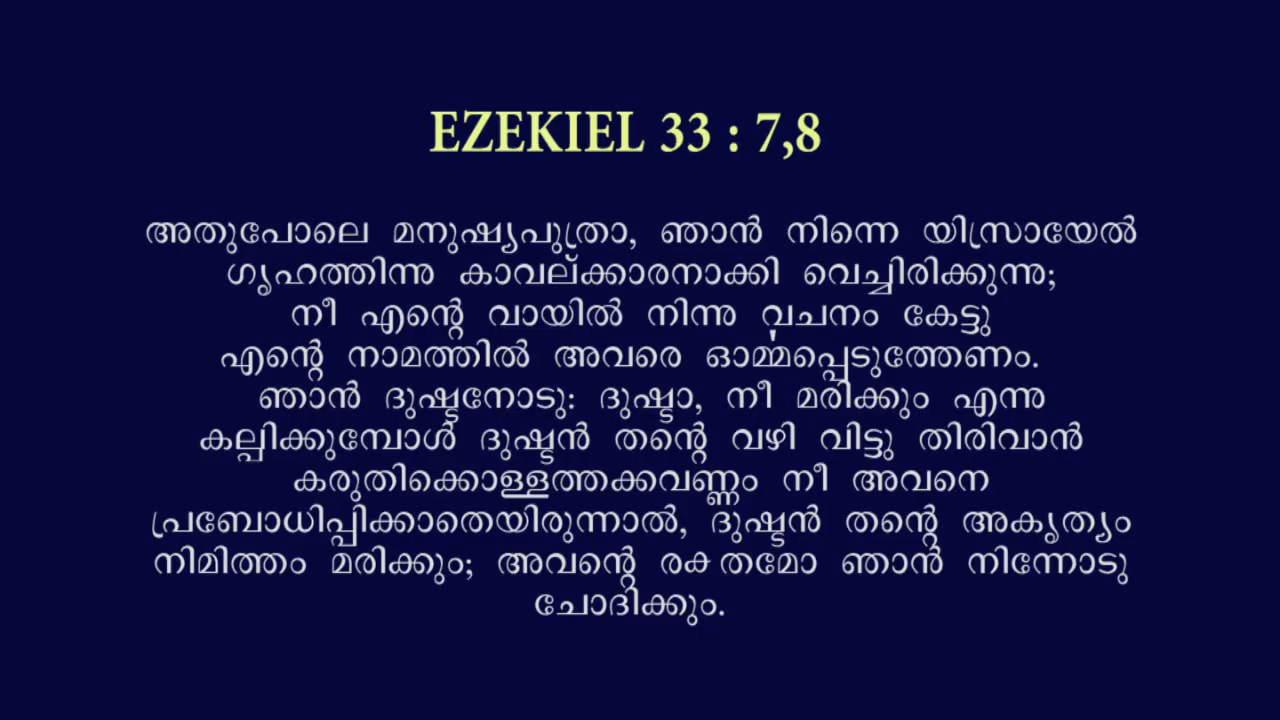 EZEKIEL 33 : 7,8
അതുപോലെ മനുഷ്യപുത്രാ, ഞാൻ നിന്നെ യിസ്രായേൽ
ഗൃഹത്തിന്നു കാവല്ക്കാരനാക്കി വെച്ചിരിക്കുന്നു;
നീ എന്റെ വായിൽ നിന്നു വചനം കേട്ടു
എന്റെ നാമത്തിൽ അവരെ ഓൎമ്മപ്പെടുത്തേണം.
ഞാൻ ദുഷ്ടനോടു: ദുഷ്ടാ, നീ മരിക്കും എന്നു
കല്പിക്കുമ്പോൾ ദുഷ്ടൻ തന്റെ വഴി വിട്ടു തിരിവാൻ
കരുതിക്കൊള്ളത്തക്കവണ്ണം നീ അവനെ
പ്രബോധിപ്പിക്കാതെയിരുന്നാൽ, ദുഷ്ടൻ തന്റെ അകൃത്യം
നിമിത്തം മരിക്കും; അവന്റെ രക്തമോ ഞാൻ നിന്നോടു
ചോദിക്കും.